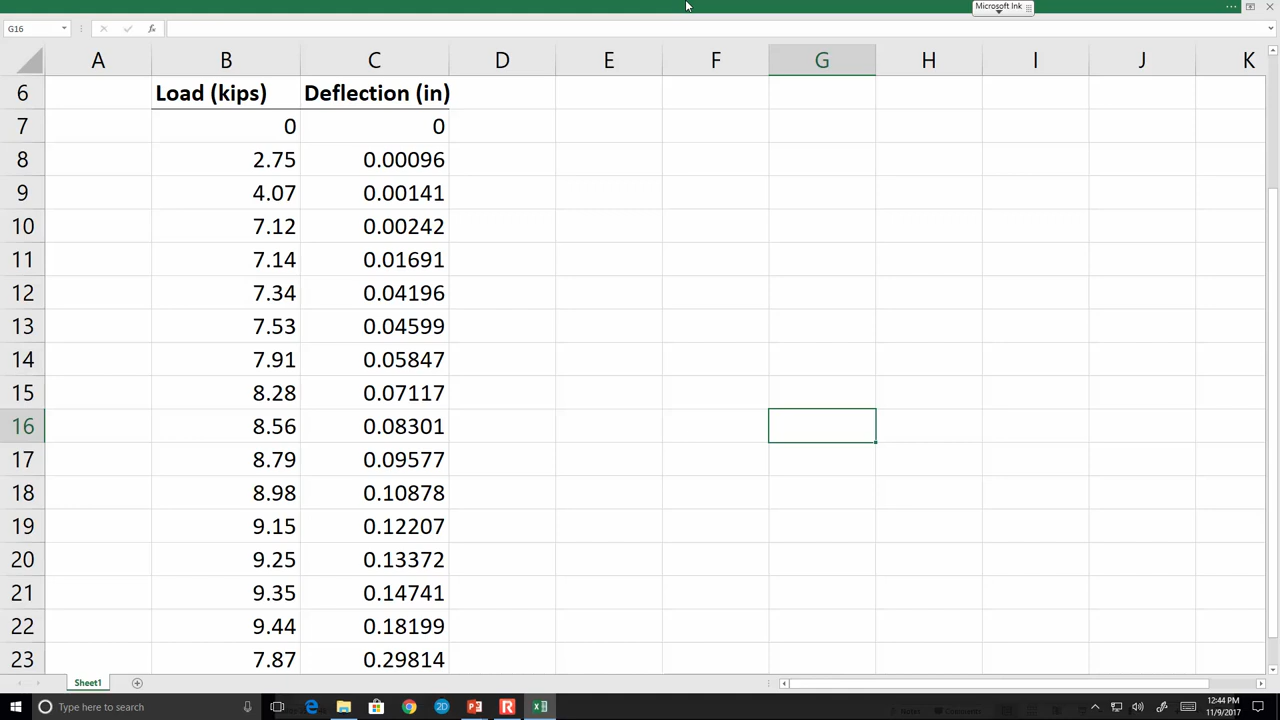 Microsoft Ink
G16
fx
A B C D E F G H I J K
6 Load (kips) Deflection (in)
7 0 0
8 2.75 0.00096
9 4.07 0.00141
10 7.12 0.00242
11 7.14 0.01691
12 7.34 0.04196
13 7.53 0.04599
14 7.91 0.05847
15 8.28 0.07117
16 8.56 0.08301
17 8.79 0.09577
18 8.98 0.10878
19 9.15 0.12207
20 9.25 0.13372
21 9.35 0.14741
22 9.44 0.18199
23 7.87 0.29814
Sheet1
Type here to search
2D
Notes Comments
12:44 PM
11/9/2017